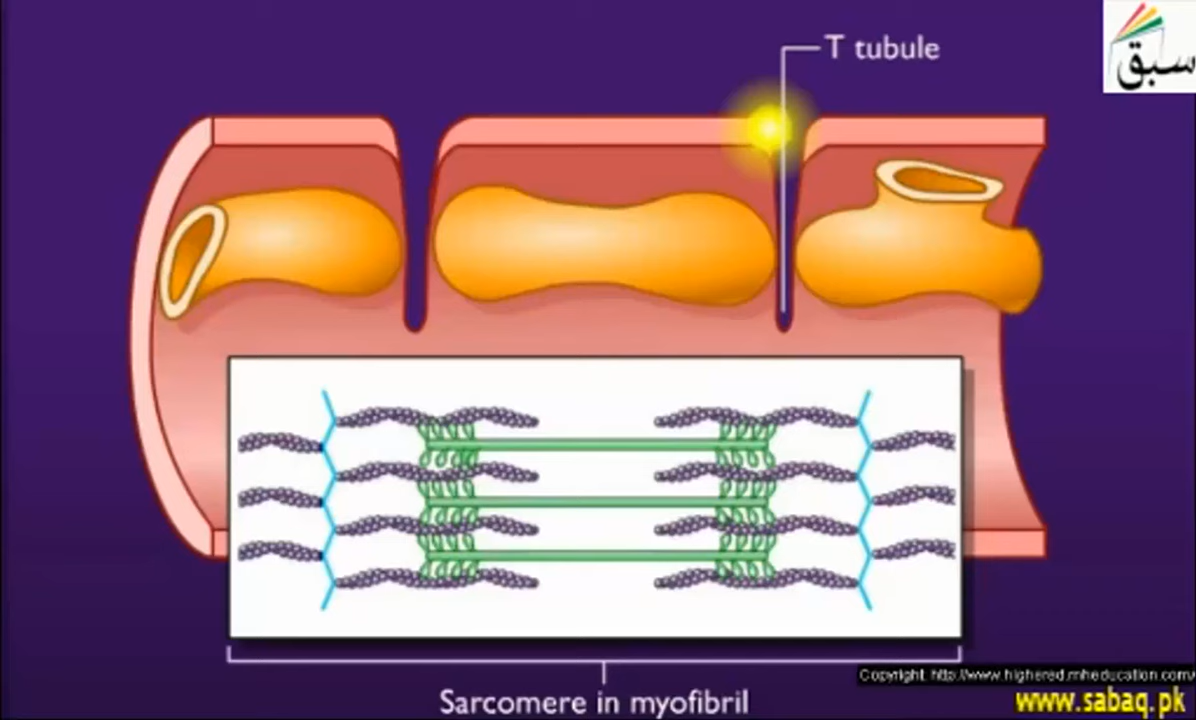 T tubule
سبق
Sarcomere in myofibril
Copyright: http://www.highered.mheducation.com/
www.sabaq.pk